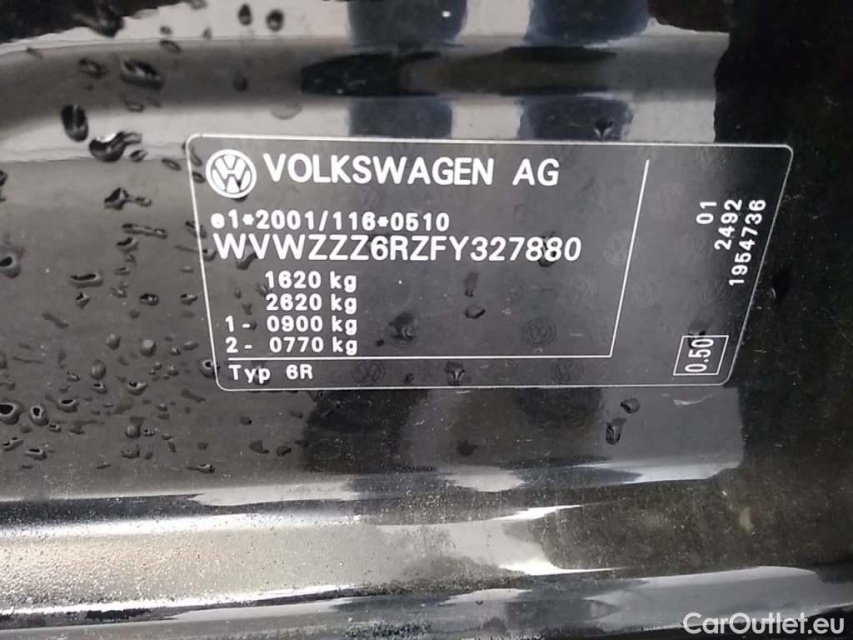 VOLKSWAGEN AG
e1*2001/116*0510
WVWZZZ6RZFY327880
1620 kg
2620 kg
1- 0900 kg
2- 0770 kg
Typ 6R
01
2492
1954736
0.50
CarOutlet.eu